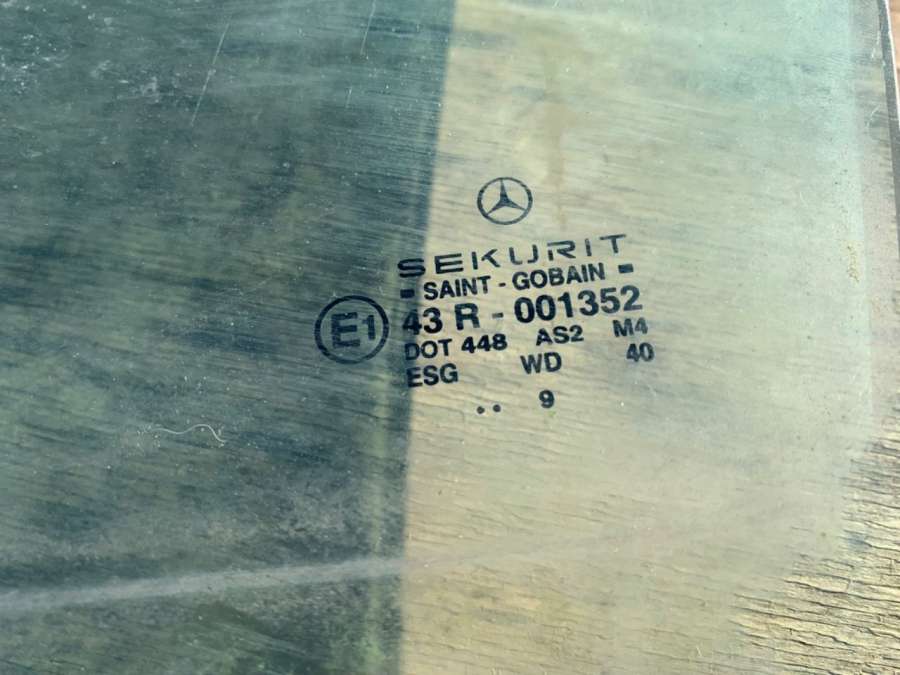 SEKURIT
- SAINT - GOBAIN -
E1 43 R - 001352
DOT 448 AS2 M4
ESG WD 40
.. 9